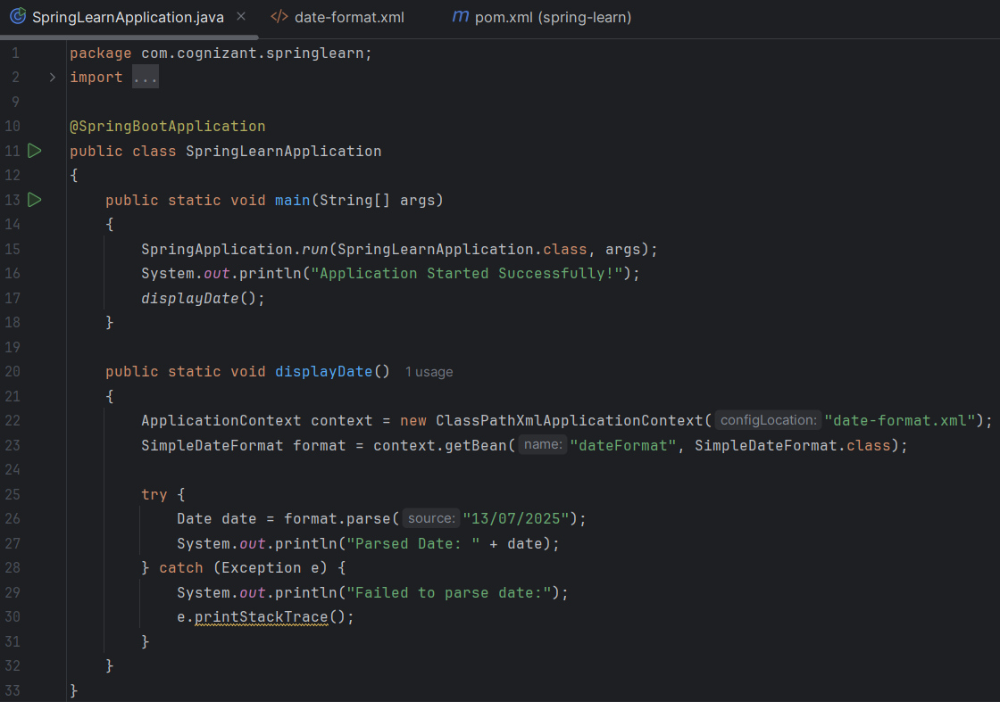 SpringLearnApplication.java × </> date-format.xml m pom.xml (spring-learn)
1 package com.cognizant.springlearn;
2 > import ...
9
10 @SpringBootApplication
11 public class SpringLearnApplication
12 {
13 public static void main(String[] args)
14 {
15 SpringApplication.run(SpringLearnApplication.class, args);
16 System.out.println("Application Started Successfully!");
17 displayDate();
18 }
19
20 public static void displayDate() 1 usage
21 {
22 ApplicationContext context = new ClassPathXmlApplicationContext( configLocation: "date-format.xml");
23 SimpleDateFormat format = context.getBean( name: "dateFormat", SimpleDateFormat.class);
24
25 try {
26 Date date = format.parse( source: "13/07/2025");
27 System.out.println("Parsed Date: " + date);
28 } catch (Exception e) {
29 System.out.println("Failed to parse date:");
30 e.printStackTrace();
31 }
32 }
33 }